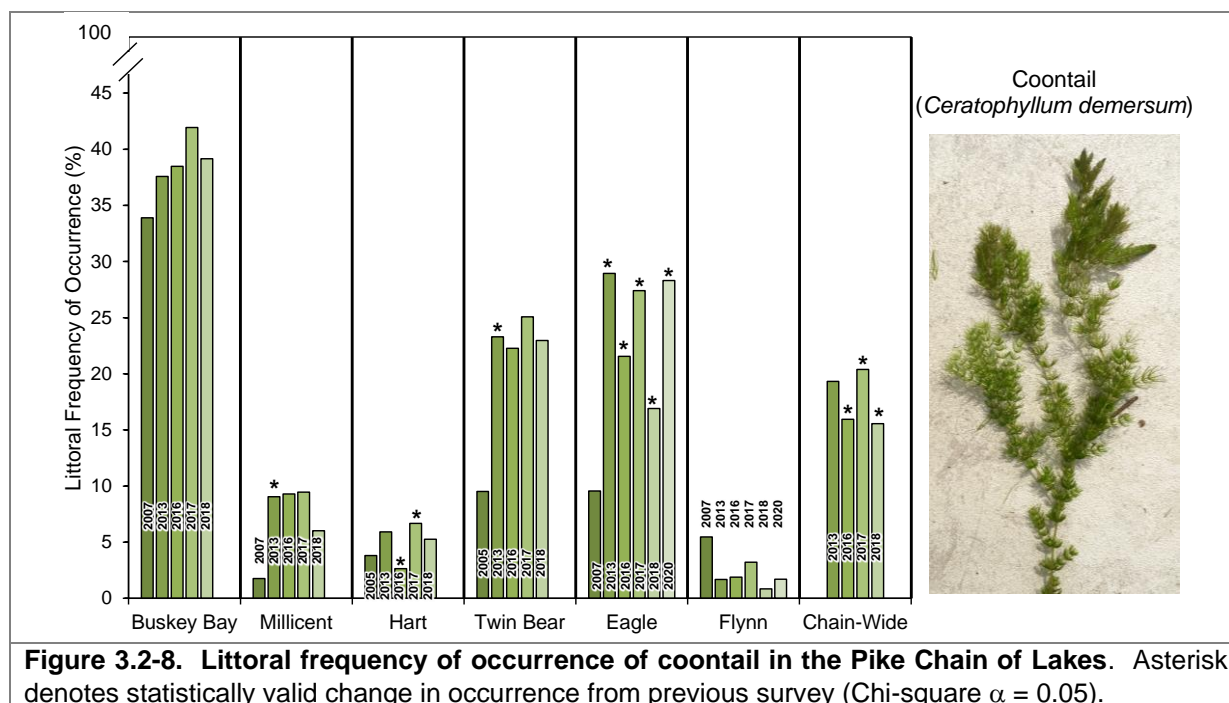 100
45
40
35
30
25
20
15
10
5
0
Littoral Frequency of Occurrence (%)
2007 2013 2016 2017 2018
2007 2013 * 2016 2017 2018
2005 2013 2016 * 2017 * 2018
2005 2013 * 2016 2017 2018
2007 2013 * 2016 * 2017 * 2018 * 2020 *
2007 2013 2016 2017 2018 2020
2013 2016 * 2017 * 2018 *
Buskey Bay Millicent Hart Twin Bear Eagle Flynn Chain-Wide
Coontail
(Ceratophyllum demersum)
Figure 3.2-8. Littoral frequency of occurrence of coontail in the Pike Chain of Lakes. Asterisk
denotes statistically valid change in occurrence from previous survey (Chi-square α = 0.05).